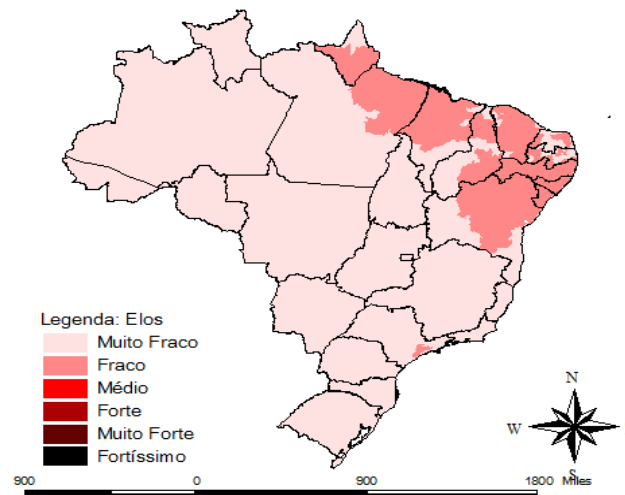 Legenda: Elos
Muito Fraco
Fraco
Médio
Forte
Muito Forte
Fortíssimo
N
W
S
900 0 900 1800 Miles